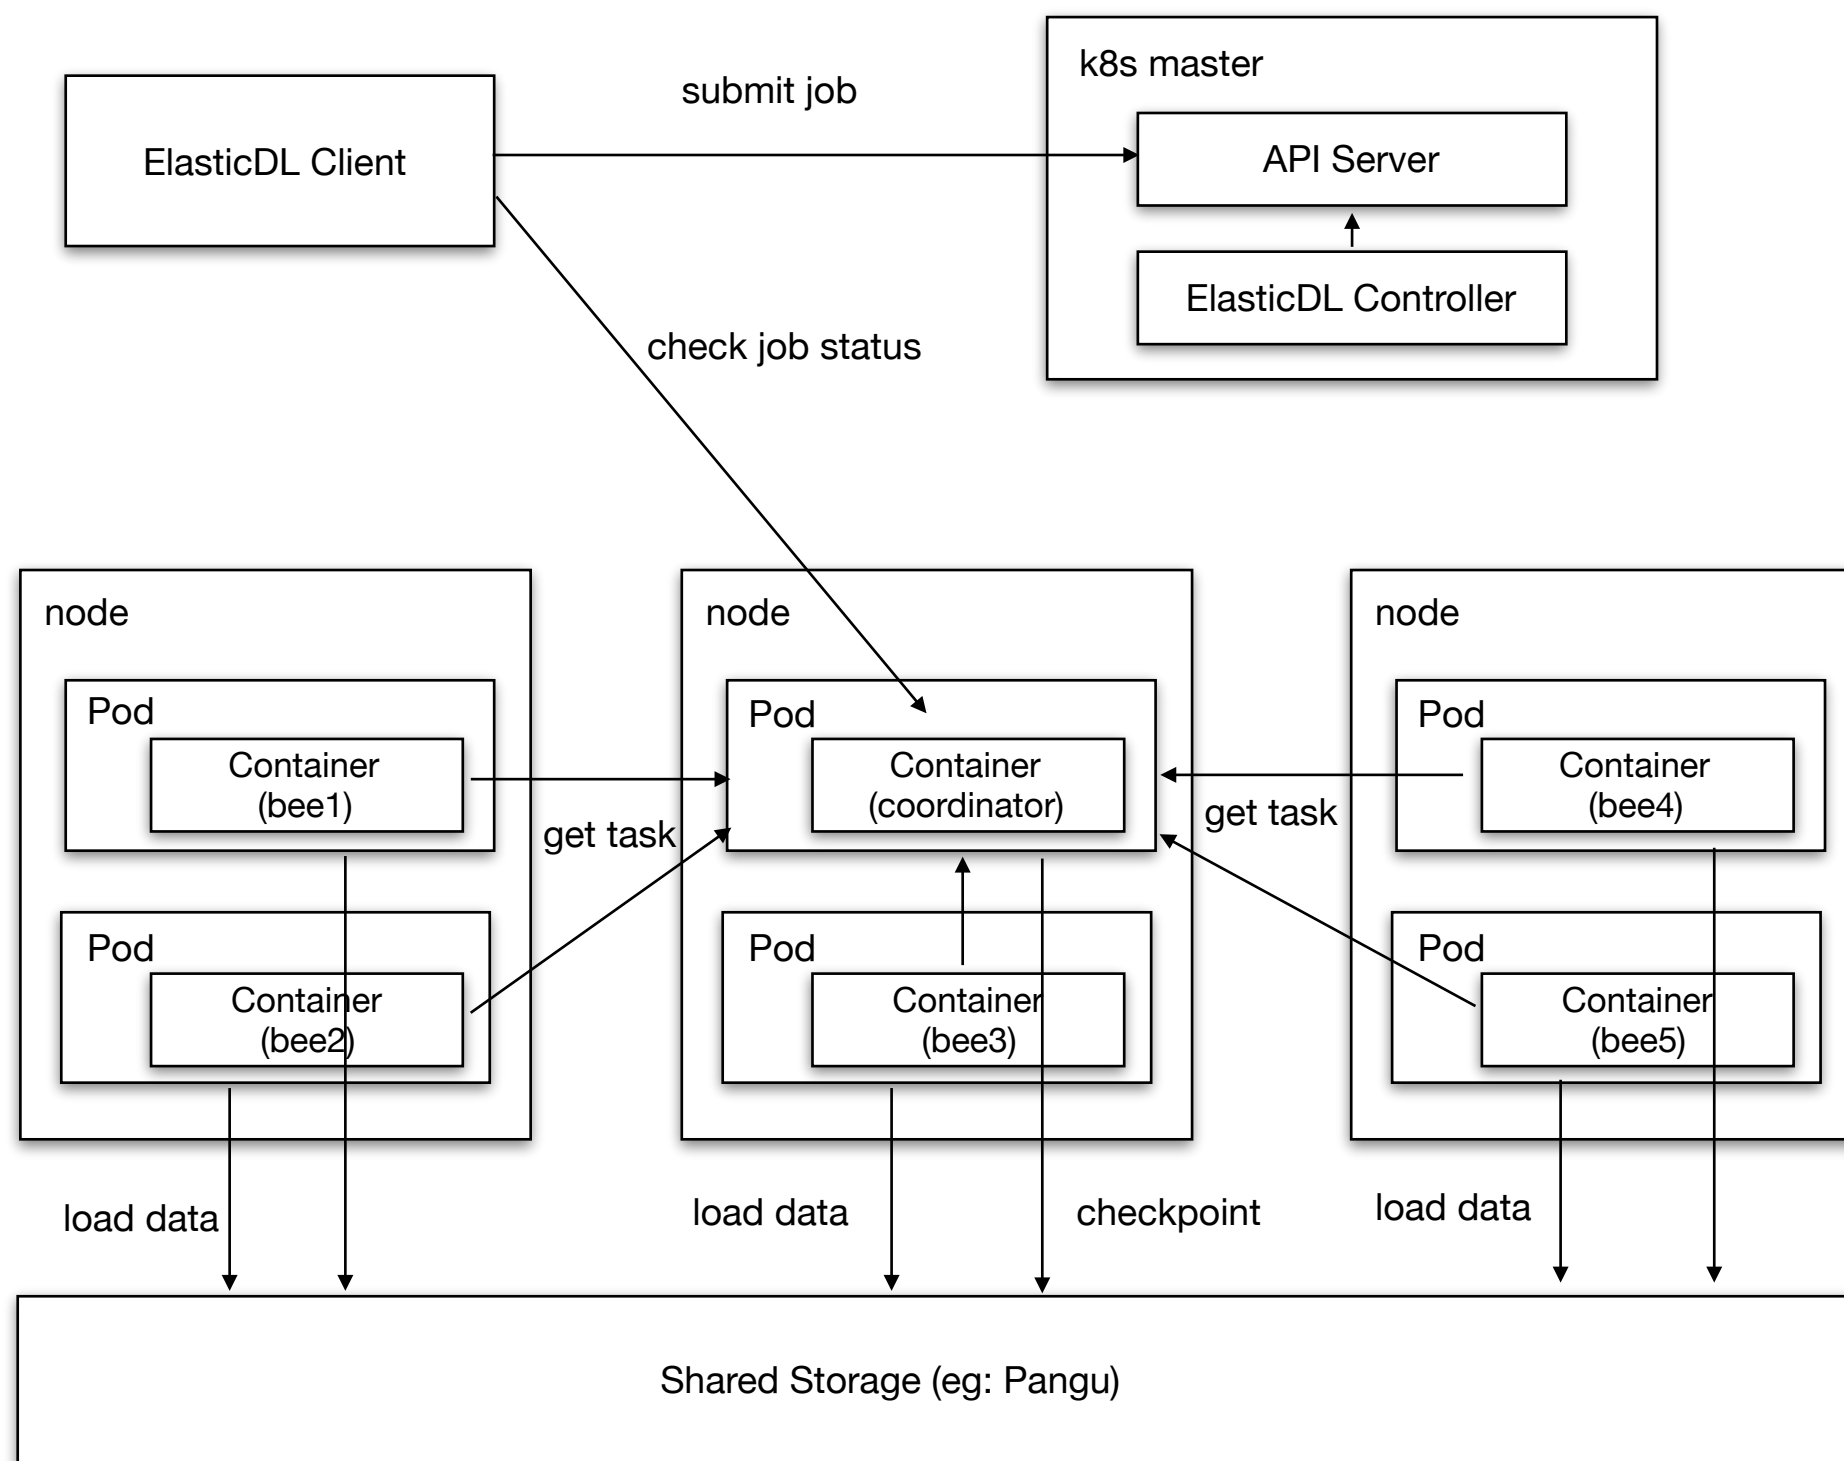 k8s master
submit job
ElasticDL Client
API Server
ElasticDL Controller
check job status
node
node
node
Pod
Container
(bee1)
Pod
Container
(coordinator)
Pod
Container
(bee4)
get task
get task
Pod
Container
(bee2)
Pod
Container
(bee3)
Pod
Container
(bee5)
load data
load data
checkpoint
load data
Shared Storage (eg: Pangu)